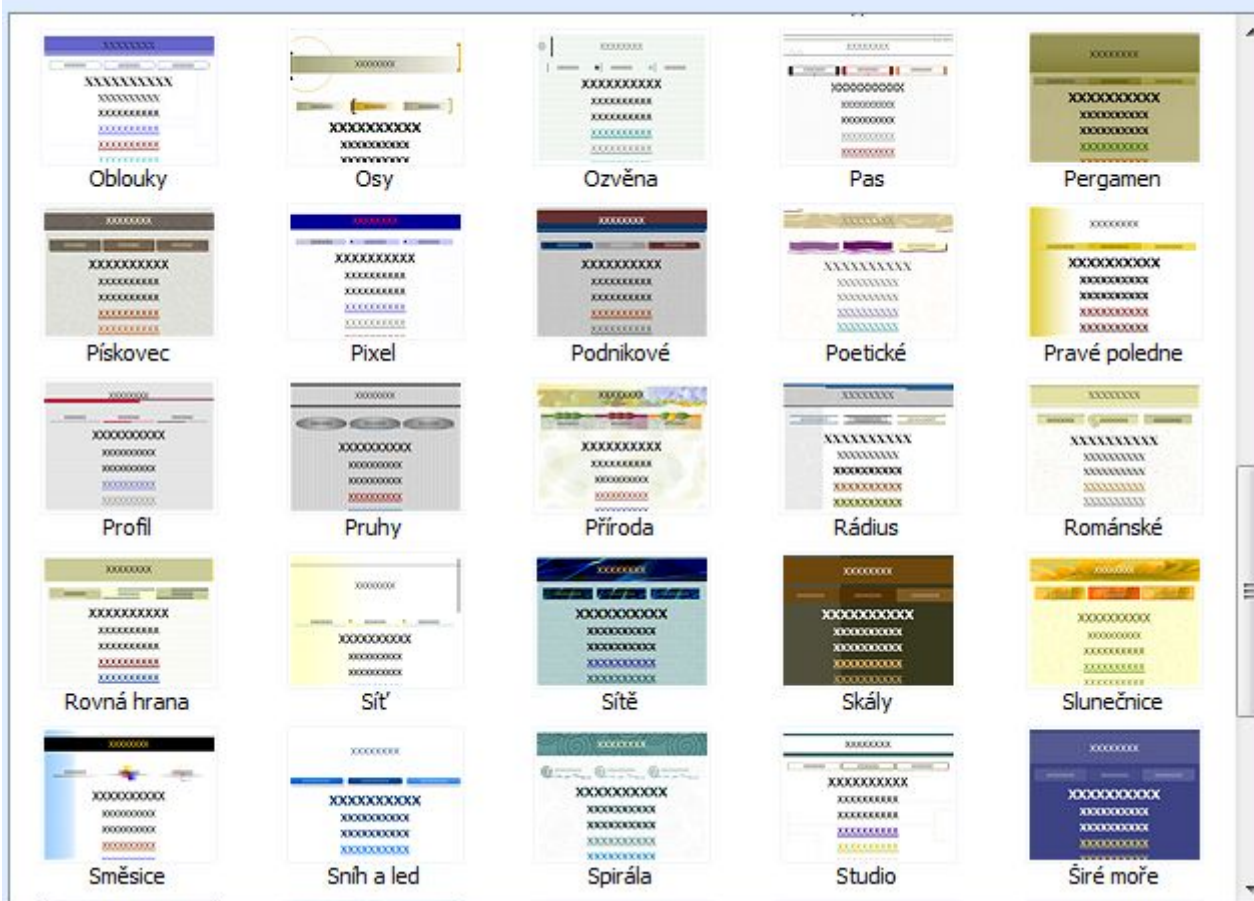 Oblouky Osy Ozvěna Pas Pergamen
Pískovec Pixel Podnikové Poetické Pravé poledne
Profil Pruhy Příroda Rádius Románské
Rovná hrana Síť Sítě Skály Slunečnice
Směsice Sníh a led Spirála Studio Širé moře